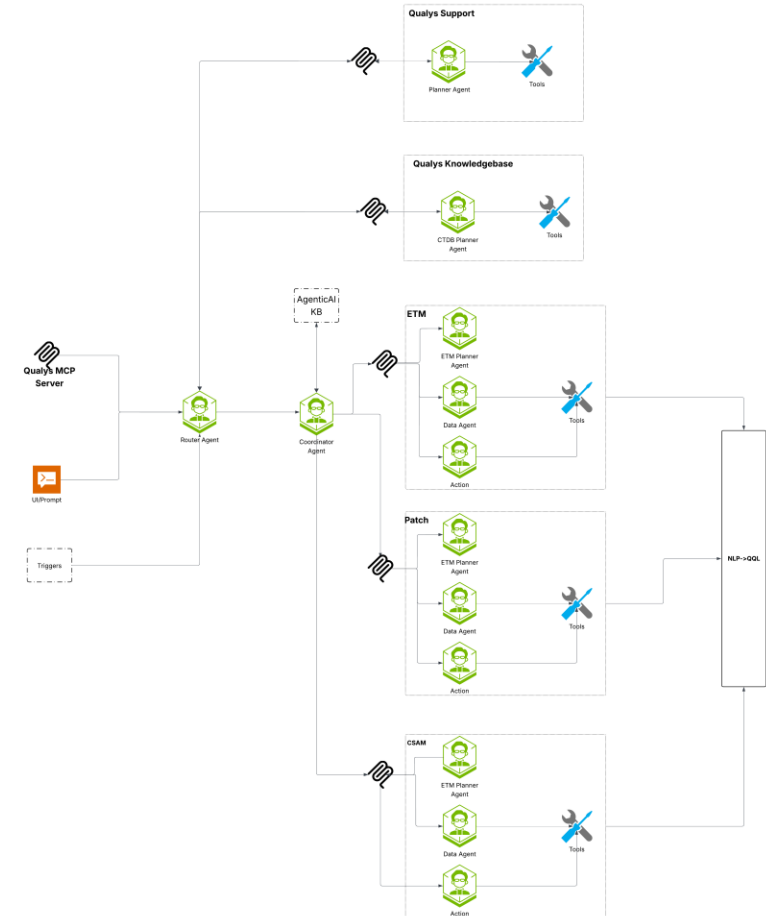 Qualys Support
Planner Agent
Tools
Qualys Knowledgebase
CTDB Planner
Agent
Tools
AgenticAI
KB
Qualys MCP
Server
Router Agent
Coordinator
Agent
UI/Prompt
Triggers
ETM
ETM Planner
Agent
Data Agent
Tools
Action
Patch
ETM Planner
Agent
Data Agent
Tools
Action
NLP->QQL
CSAM
ETM Planner
Agent
Data Agent
Tools
Action